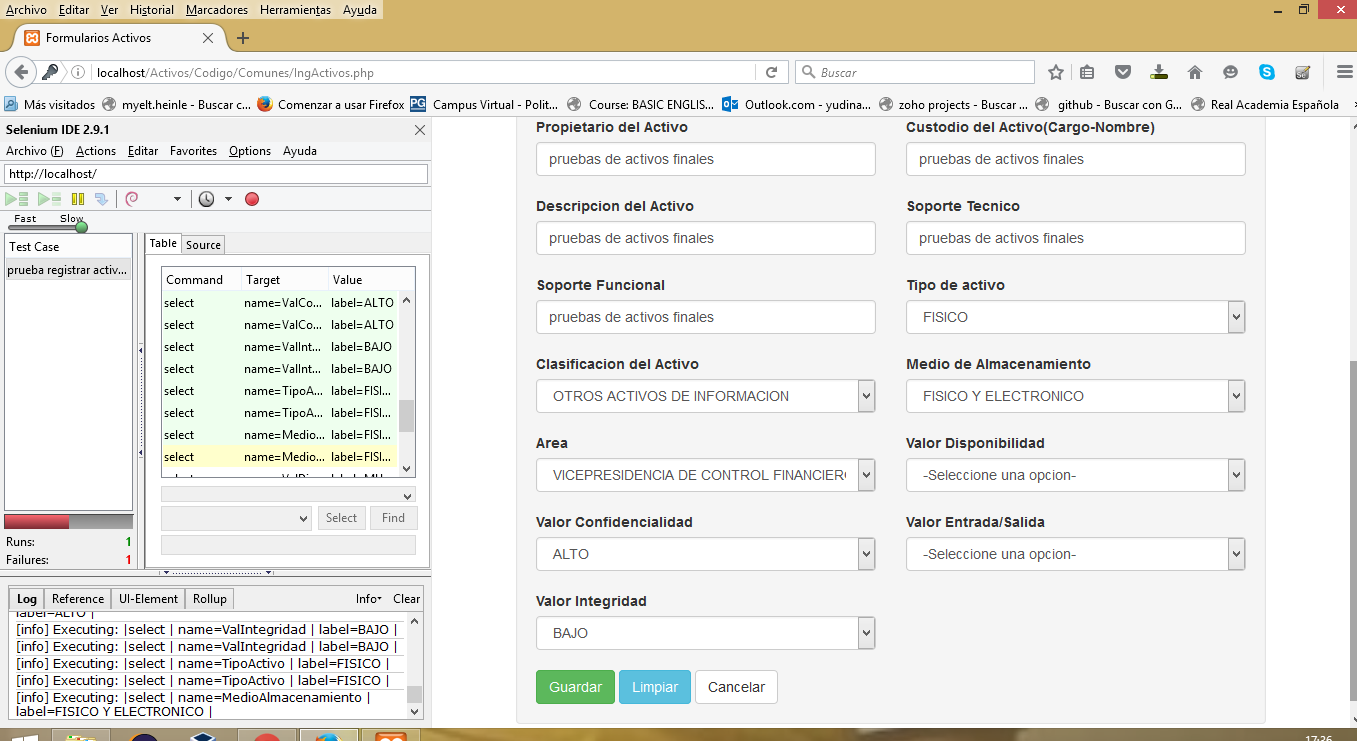 Archivo Editar Ver Historial Marcadores Herramientas Ayuda
Formularios Activos
localhost/Activos/Codigo/Comunes/IngActivos.php
Buscar
Más visitados myelt.heinle - Buscar c... Comenzar a usar Firefox PG Campus Virtual - Polit... Course: BASIC ENGLIS... Outlook.com - yudina... zoho projects - Buscar ... github - Buscar con G... Real Academia Española
Selenium IDE 2.9.1
Archivo (F) Actions Editar Favorites Options Ayuda
http://localhost/
Fast Slow
Test Case
prueba registrar activ...
Table Source
Command Target Value
select name=ValCo... label=ALTO
select name=ValCo... label=ALTO
select name=ValInt... label=BAJO
select name=ValInt... label=BAJO
select name=TipoA... label=FISI...
select name=TipoA... label=FISI...
select name=Medio... label=FISI...
select name=Medio... label=FISI...
Select Find
Runs: 1
Failures: 1
Log Reference UI-Element Rollup Info Clear
label=ALTO |
[info] Executing: |select | name=ValIntegridad | label=BAJO |
[info] Executing: |select | name=ValIntegridad | label=BAJO |
[info] Executing: |select | name=TipoActivo | label=FISICO |
[info] Executing: |select | name=TipoActivo | label=FISICO |
[info] Executing: |select | name=MedioAlmacenamiento |
label=FISICO Y ELECTRONICO |
Propietario del Activo
pruebas de activos finales
Custodio del Activo(Cargo-Nombre)
pruebas de activos finales
Descripcion del Activo
pruebas de activos finales
Soporte Tecnico
pruebas de activos finales
Soporte Funcional
pruebas de activos finales
Tipo de activo
FISICO
Clasificacion del Activo
OTROS ACTIVOS DE INFORMACION
Medio de Almacenamiento
FISICO Y ELECTRONICO
Area
VICEPRESIDENCIA DE CONTROL FINANCIERO
Valor Disponibilidad
-Seleccione una opcion-
Valor Confidencialidad
ALTO
Valor Entrada/Salida
-Seleccione una opcion-
Valor Integridad
BAJO
Guardar Limpiar Cancelar
17:36